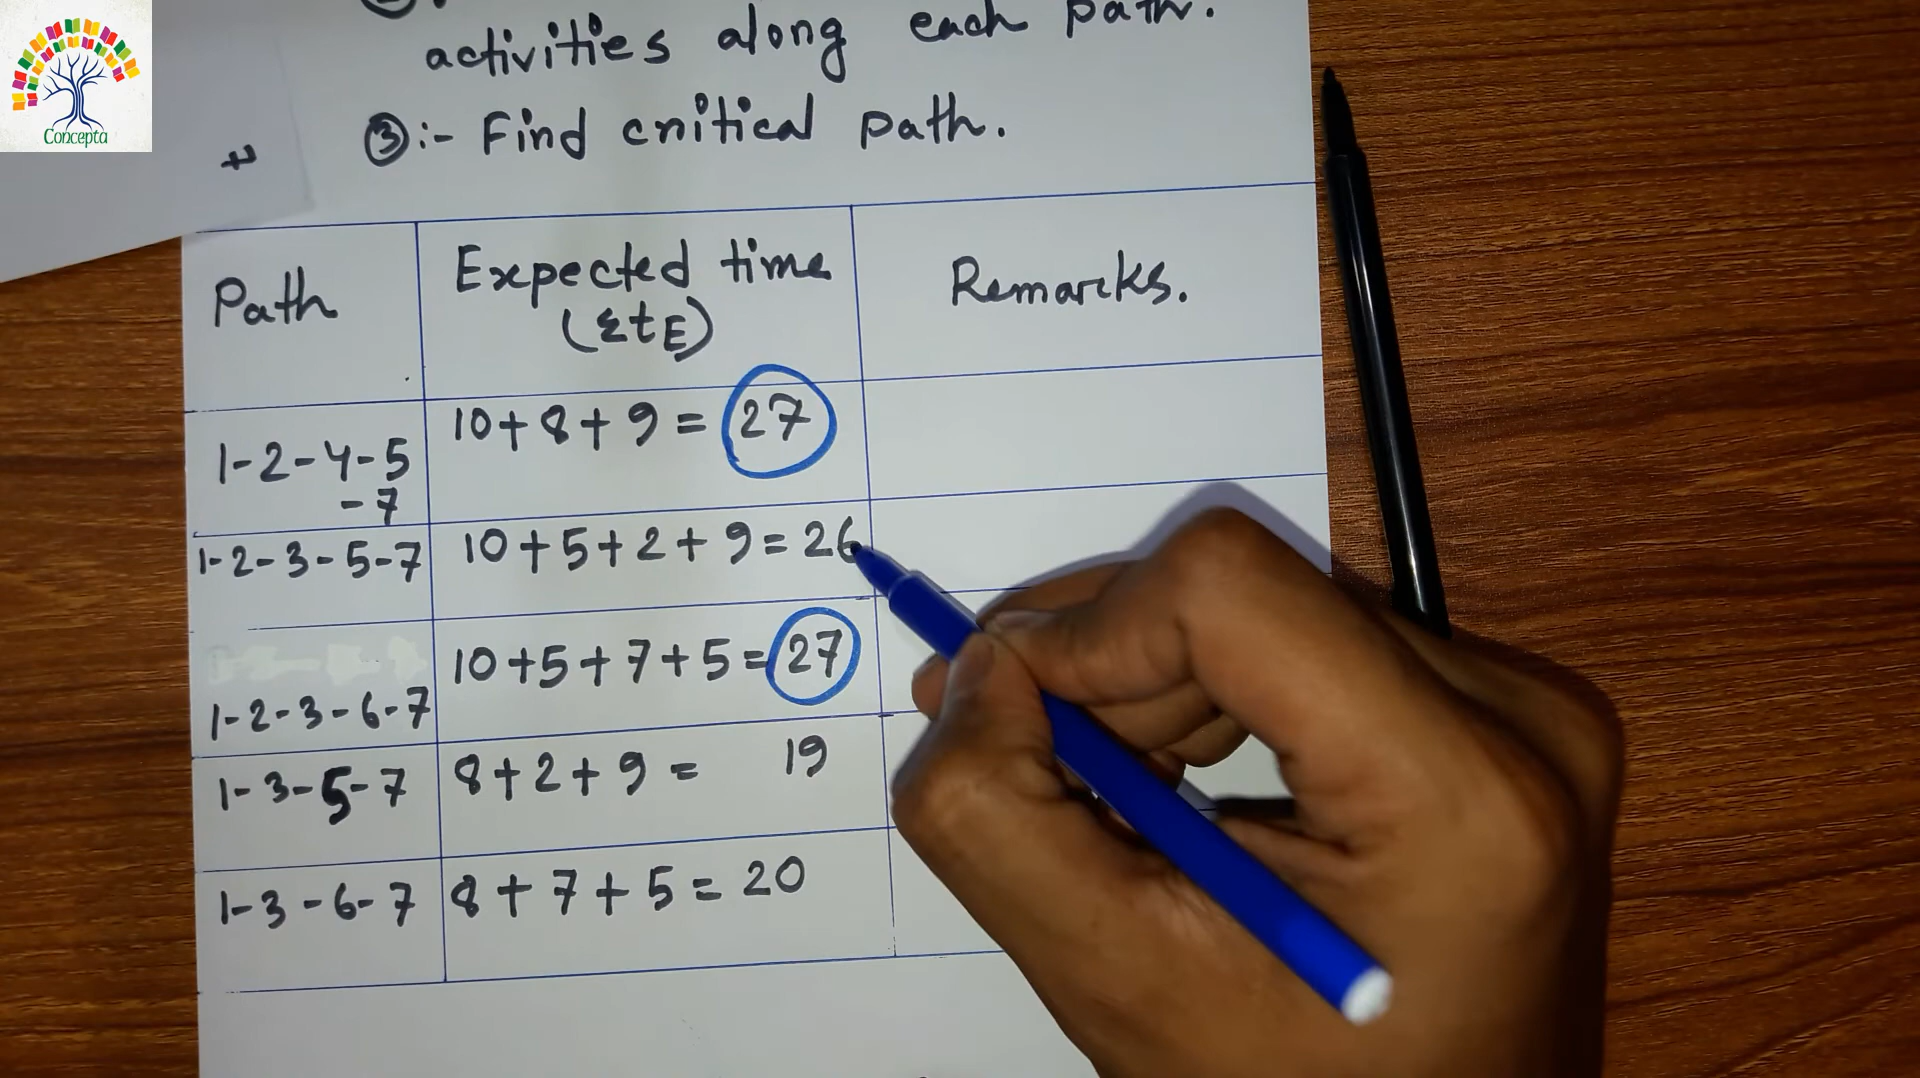 Concepta
activities along each path.
③:- Find critical path.
Path
Expected time
(ΣtE)
Remarks.
1-2-4-5
-7
10+8+9= 27
1-2-3-5-7
10+5+2+9=26
1-2-3-6-7
10+5+7+5=27
1-3-5-7
8+2+9= 19
1-3-6-7
8+7+5=20